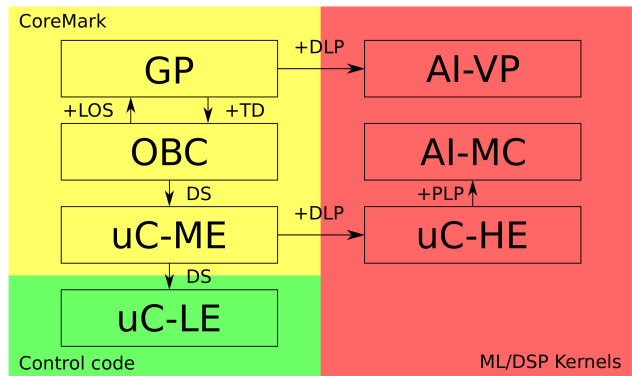 CoreMark
GP
+DLP
AI-VP
+LOS
+TD
OBC
AI-MC
DS
+PLP
uC-ME
+DLP
uC-HE
DS
uC-LE
Control code
ML/DSP Kernels